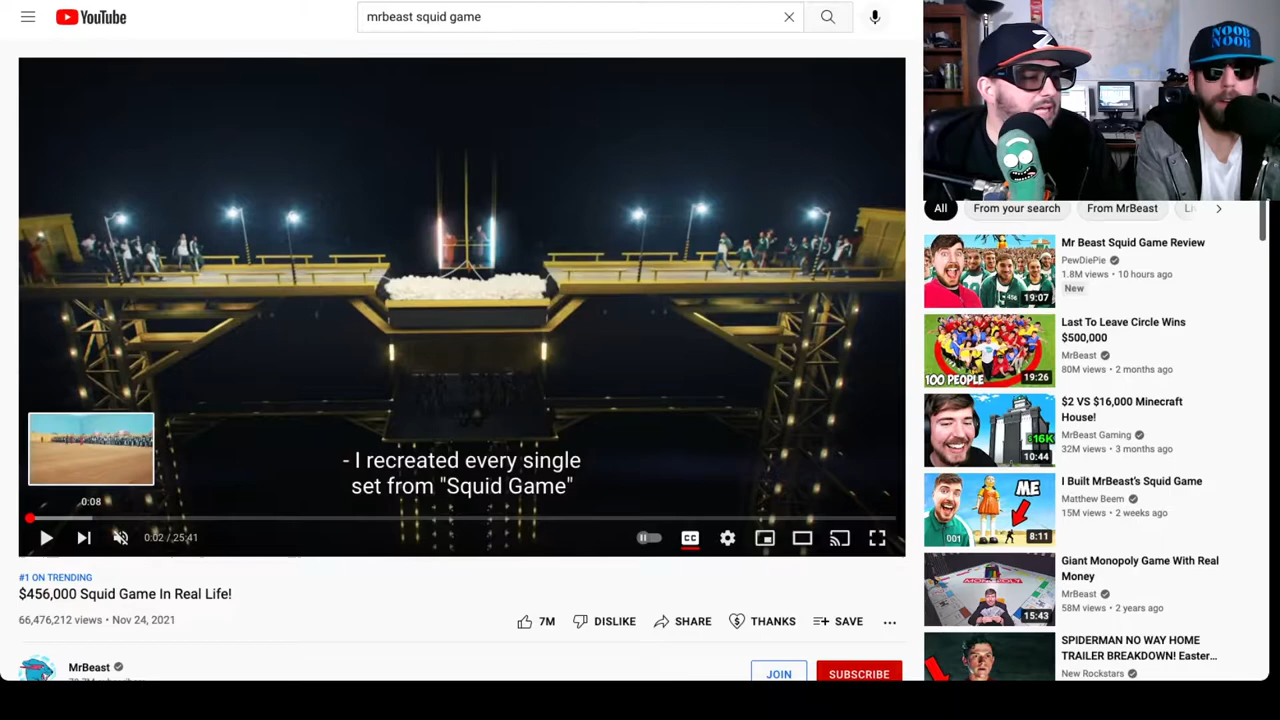 YouTube
mrbeast squid game
NOOB
NOOB
- I recreated every single
set from "Squid Game"
0:08
0:02 / 25:41
CC
#1 ON TRENDING
$456,000 Squid Game In Real Life!
66,476,212 views • Nov 24, 2021
7M
DISLIKE
SHARE
THANKS
SAVE
MrBeast
JOIN
SUBSCRIBE
All
From your search
From MrBeast
Mr Beast Squid Game Review
PewDiePie
1.8M views • 10 hours ago
New
456
19:07
Last To Leave Circle Wins
$500,000
MrBeast
80M views • 2 months ago
100 PEOPLE
19:26
$2 VS $16,000 Minecraft
House!
MrBeast Gaming
32M views • 3 months ago
$16K
10:44
I Built MrBeast's Squid Game
Matthew Beem
15M views • 2 weeks ago
ME
001
8:11
Giant Monopoly Game With Real
Money
MrBeast
58M views • 2 years ago
15:43
SPIDERMAN NO WAY HOME
TRAILER BREAKDOWN! Easter...
New Rockstars